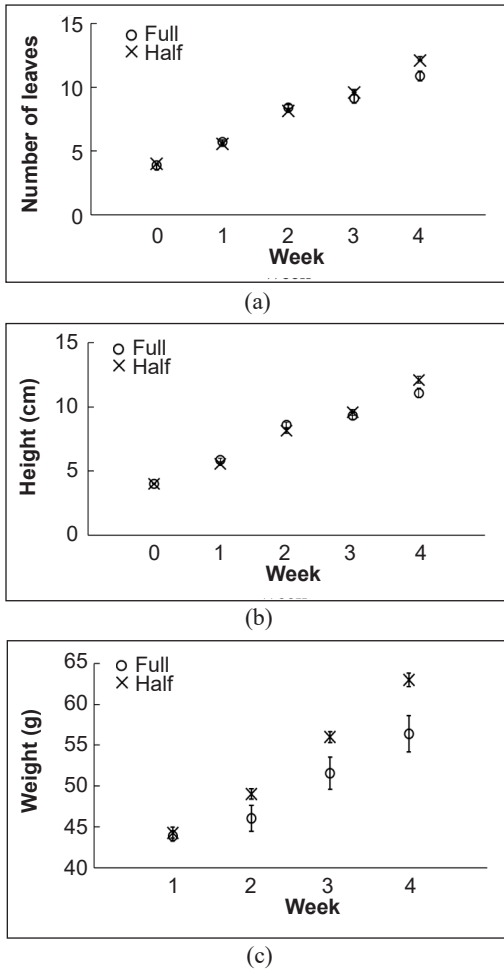 15
Full
Half
10
5
0
Number of leaves
0 1 2 3 4
Week
(a)
15
Full
Half
10
5
0
Height (cm)
0 1 2 3 4
Week
(b)
65
Full
Half
60
55
50
45
40
Weight (g)
1 2 3 4
Week
(c)